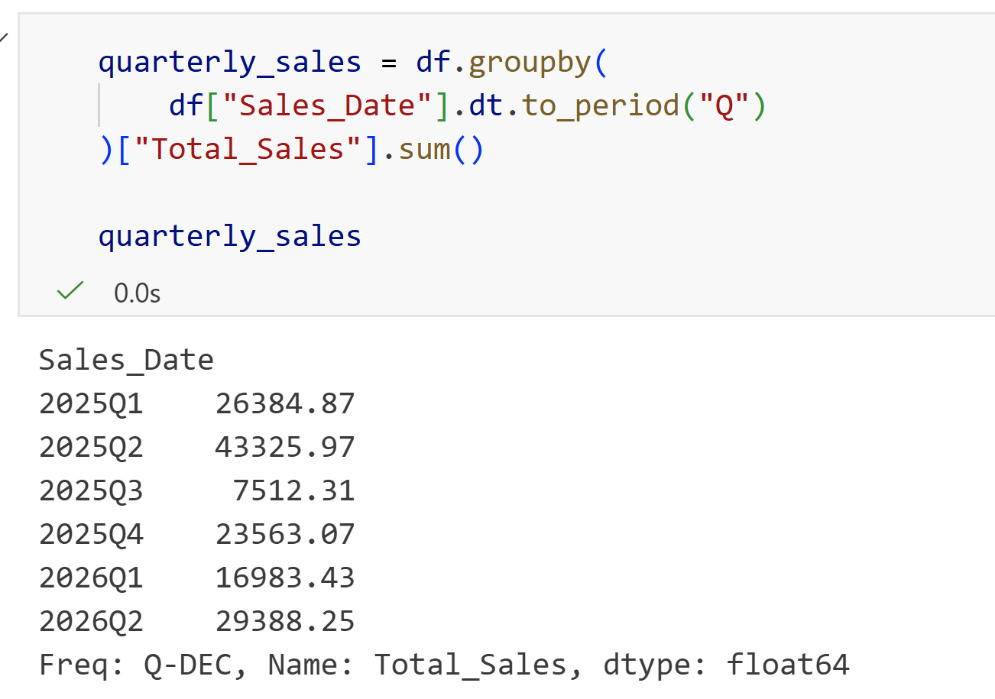 quarterly_sales = df.groupby(
    df["Sales_Date"].dt.to_period("Q")
)["Total_Sales"].sum()
quarterly_sales
0.0s
Sales_Date
2025Q1    26384.87
2025Q2    43325.97
2025Q3     7512.31
2025Q4    23563.07
2026Q1    16983.43
2026Q2    29388.25
Freq: Q-DEC, Name: Total_Sales, dtype: float64